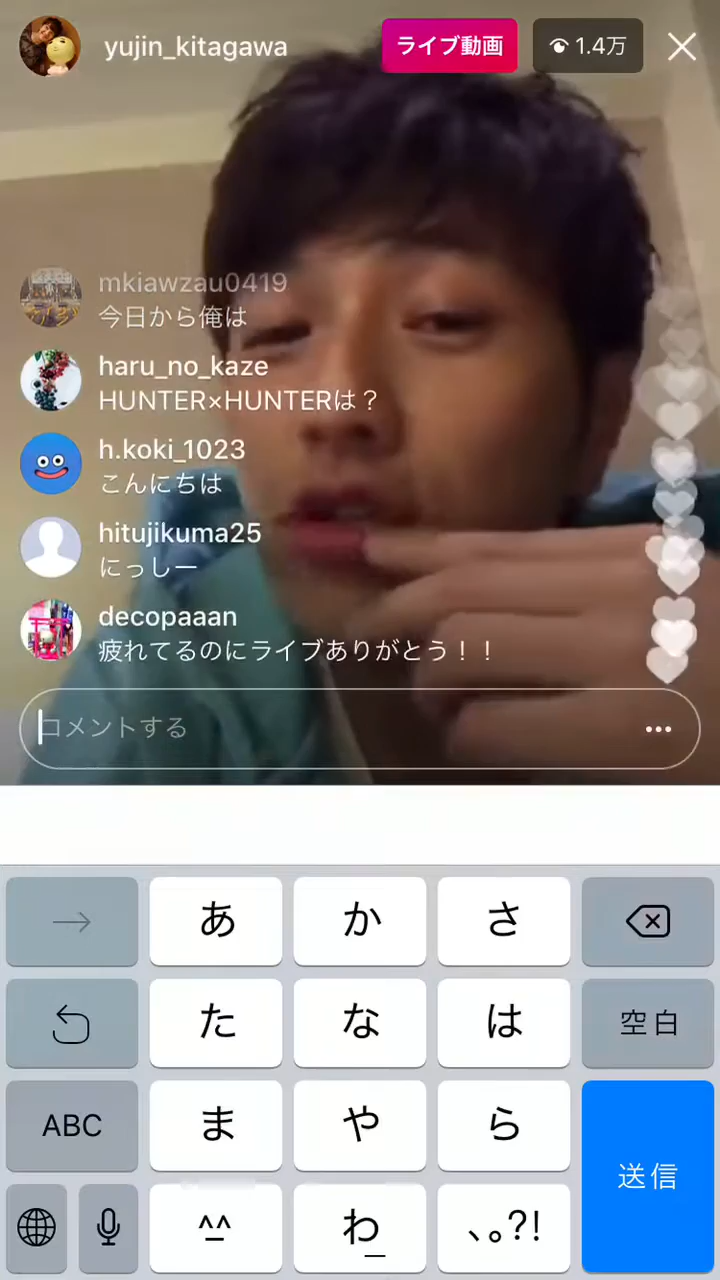 yujin_kitagawa
ライブ動画
1.4万
mkiawzau0419
今日から俺は
haru_no_kaze
HUNTER×HUNTERは？
h.koki_1023
こんにちは
hitujikuma25
にっしー
decopaaan
疲れてるのにライブありがとう！！
コメントする
→ あ か さ
た な は 空白
ABC ま や ら
送信
^^ わ 、。?!